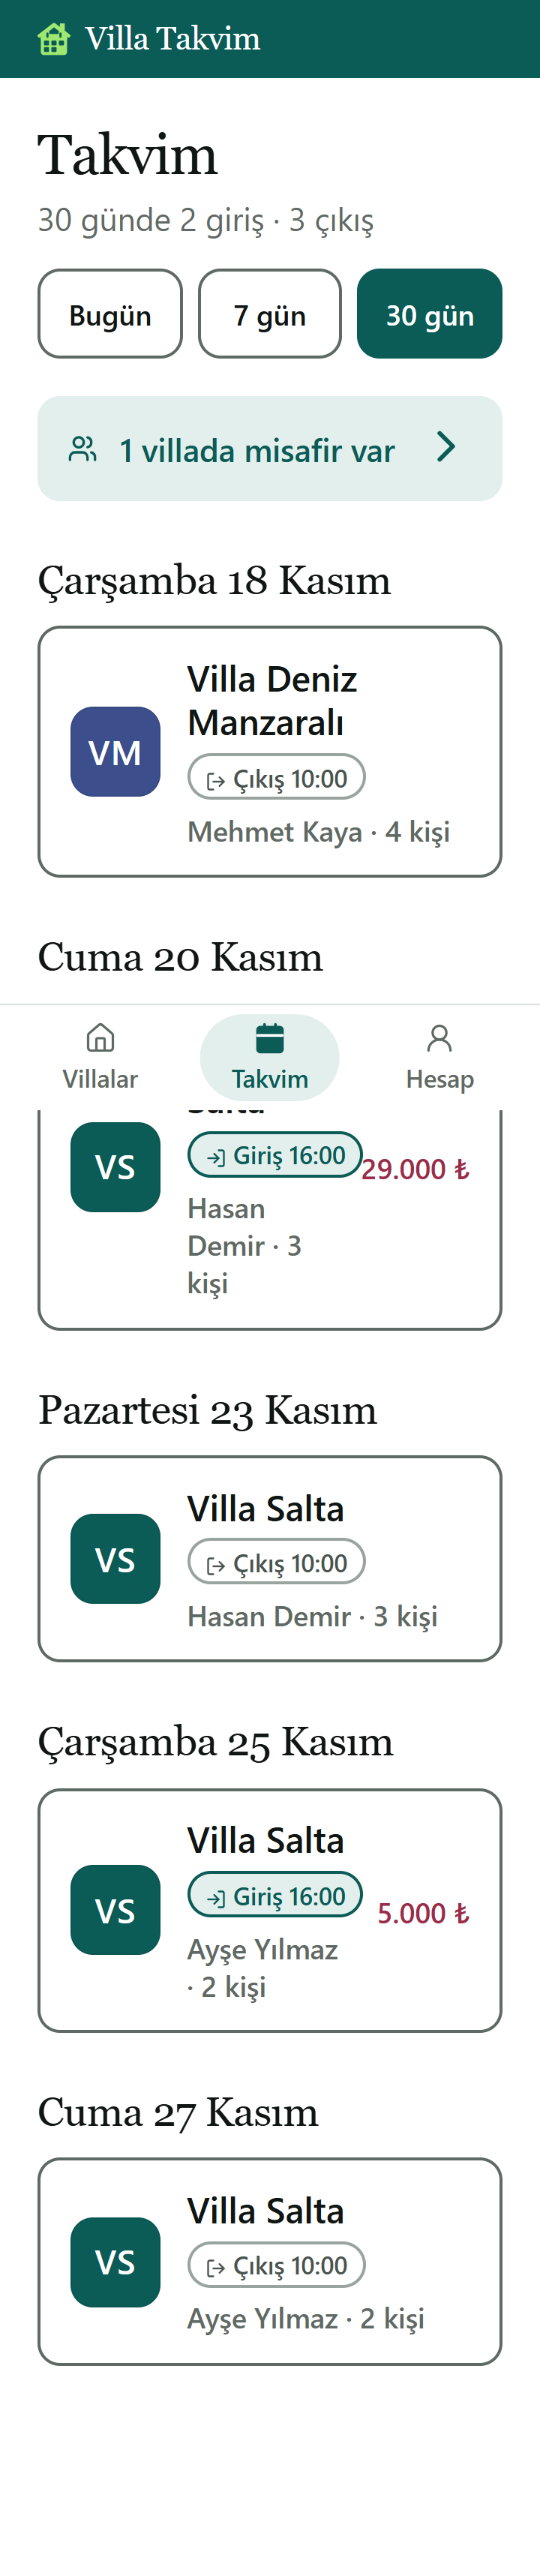 Villa Takvim
Takvim
30 günde 2 giriş · 3 çıkış
Bugün
7 gün
30 gün
1 villada misafir var
Çarşamba 18 Kasım
VM
Villa Deniz
Manzaralı
Çıkış 10:00
Mehmet Kaya · 4 kişi
Cuma 20 Kasım
Villalar
Takvim
Hesap
VS
Giriş 16:00
29.000 ₺
Hasan
Demir · 3
kişi
Pazartesi 23 Kasım
VS
Villa Salta
Çıkış 10:00
Hasan Demir · 3 kişi
Çarşamba 25 Kasım
VS
Villa Salta
Giriş 16:00
5.000 ₺
Ayşe Yılmaz
· 2 kişi
Cuma 27 Kasım
VS
Villa Salta
Çıkış 10:00
Ayşe Yılmaz · 2 kişi